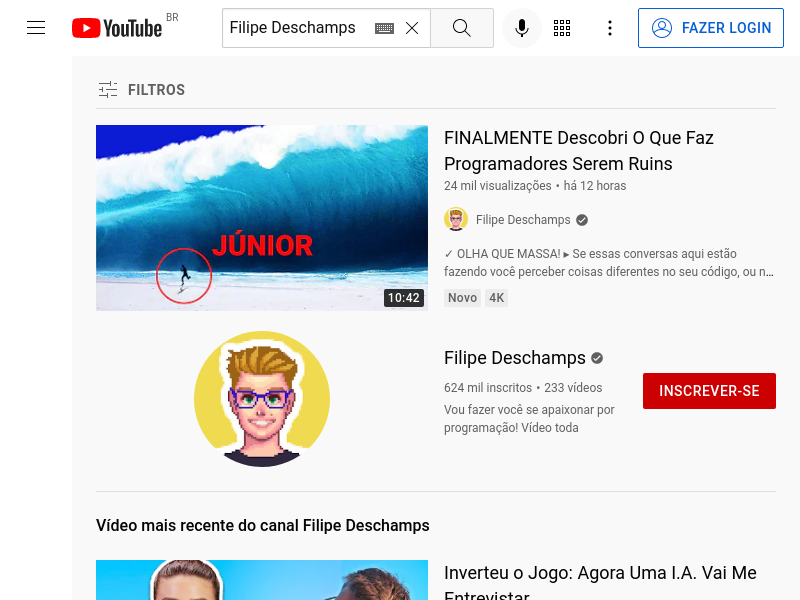 YouTube BR
Filipe Deschamps
FAZER LOGIN
FILTROS
JÚNIOR
10:42
FINALMENTE Descobri O Que Faz
Programadores Serem Ruins
24 mil visualizações • há 12 horas
Filipe Deschamps
✓ OLHA QUE MASSA! ▸ Se essas conversas aqui estão
fazendo você perceber coisas diferentes no seu código, ou n...
Novo 4K
Filipe Deschamps
624 mil inscritos • 233 vídeos
Vou fazer você se apaixonar por
programação! Vídeo toda
INSCREVER-SE
Vídeo mais recente do canal Filipe Deschamps
Inverteu o Jogo: Agora Uma I.A. Vai Me
Entrevistar